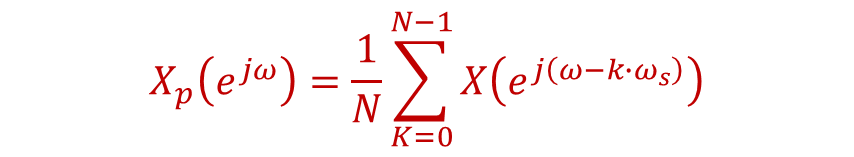 X_p(e^{jω}) = \frac{1}{N} \sum_{K=0}^{N-1} X(e^{j(ω−k·ω_s)})